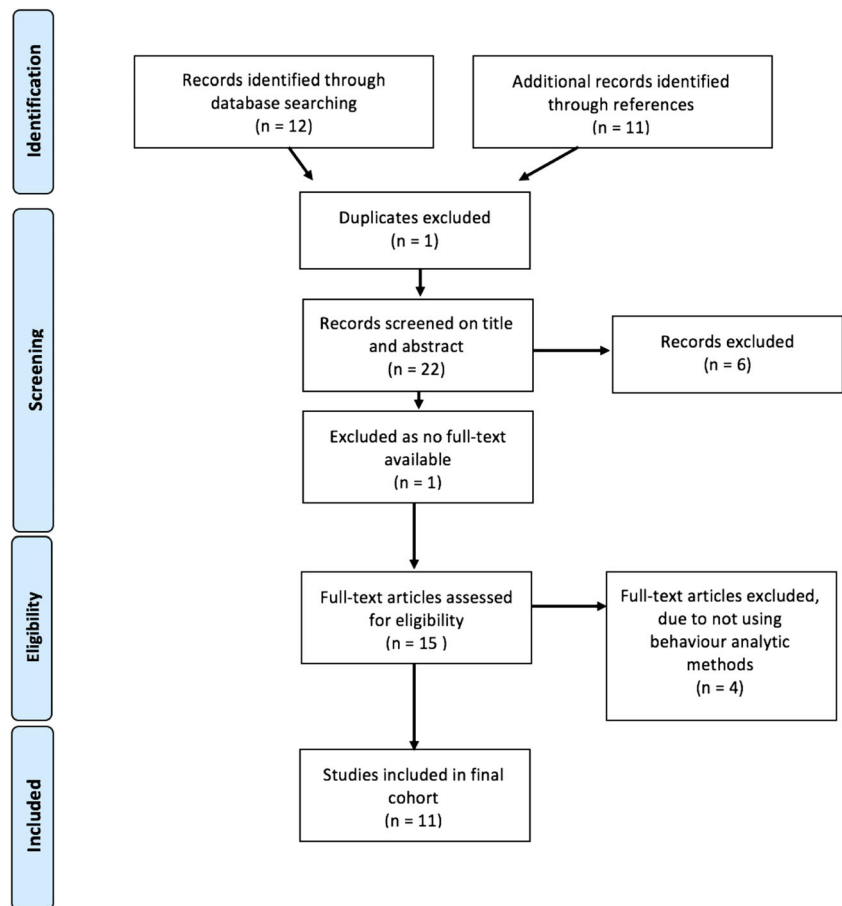 Identification
Records identified through
database searching
(n = 12)
Additional records identified
through references
(n = 11)
Screening
Duplicates excluded
(n = 1)
Records screened on title
and abstract
(n = 22)
Records excluded
(n = 6)
Excluded as no full-text
available
(n = 1)
Eligibility
Full-text articles assessed
for eligibility
(n = 15 )
Full-text articles excluded,
due to not using
behaviour analytic
methods
(n = 4)
Included
Studies included in final
cohort
(n = 11)